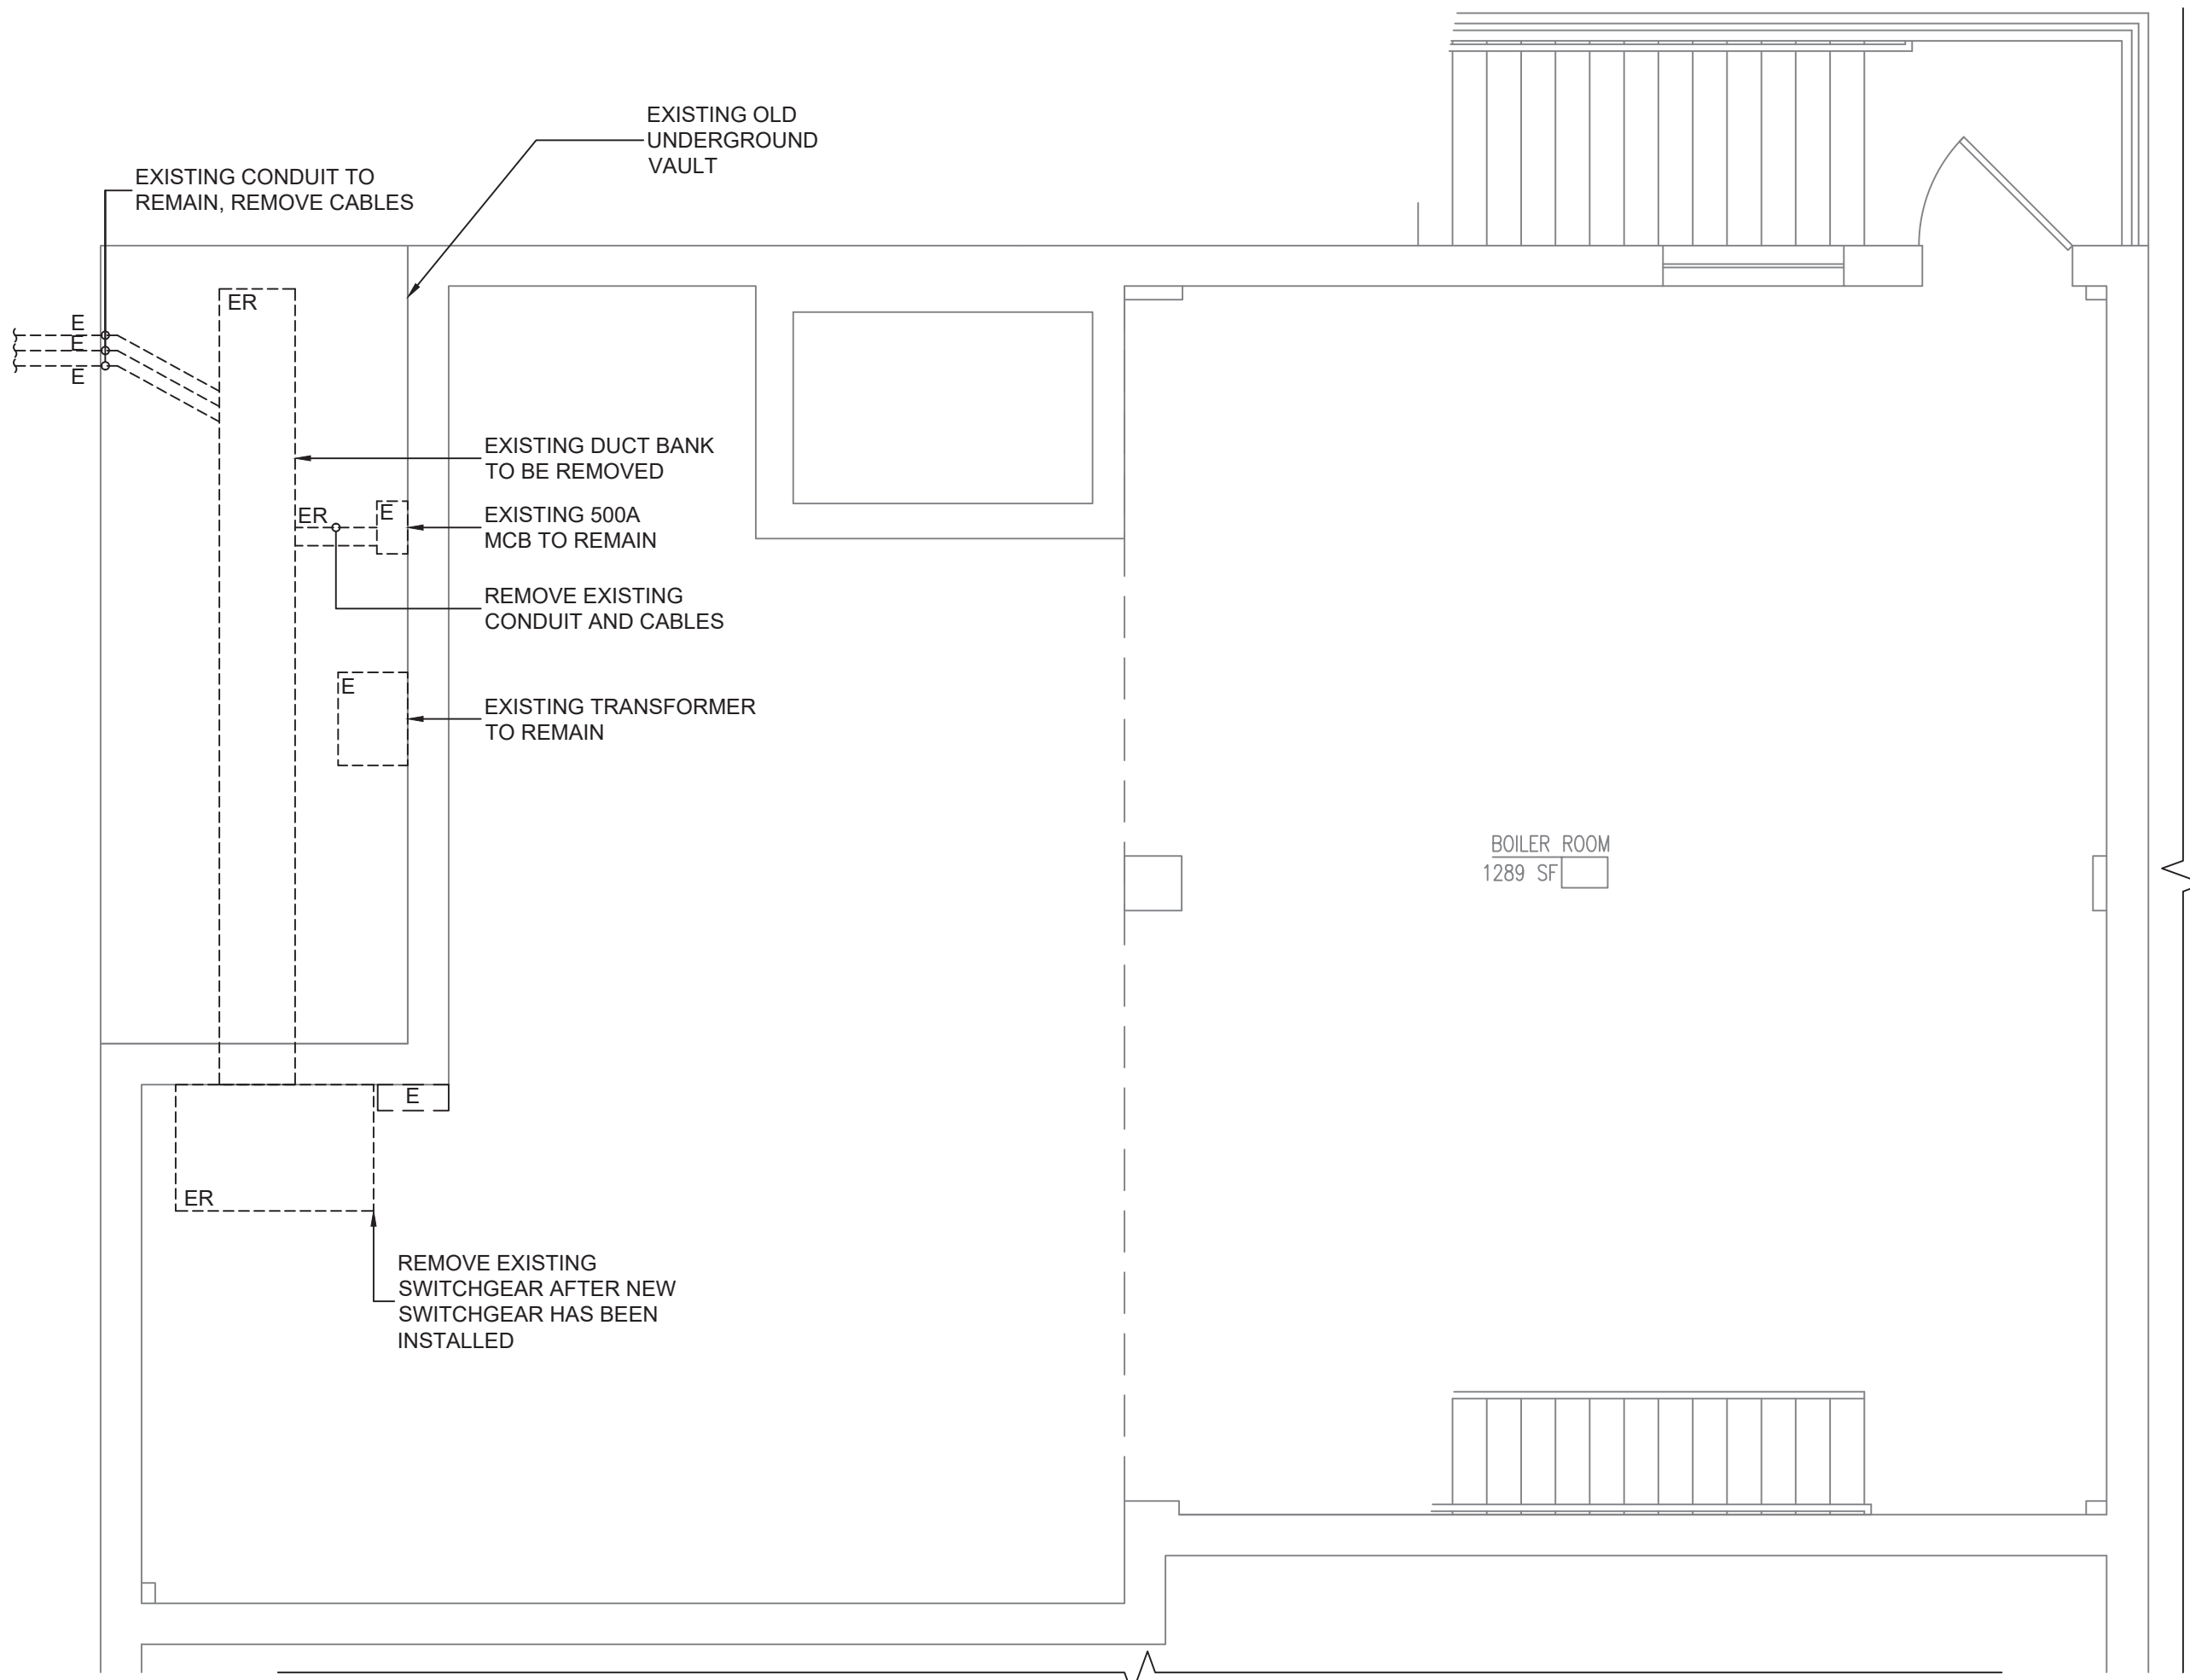 EXISTING OLD
UNDERGROUND
VAULT
EXISTING CONDUIT TO
REMAIN, REMOVE CABLES
ER
E
E
E
EXISTING DUCT BANK
TO BE REMOVED
ER
E
EXISTING 500A
MCB TO REMAIN
REMOVE EXISTING
CONDUIT AND CABLES
E
EXISTING TRANSFORMER
TO REMAIN
BOILER ROOM
1289 SF
E
ER
REMOVE EXISTING
SWITCHGEAR AFTER NEW
SWITCHGEAR HAS BEEN
INSTALLED